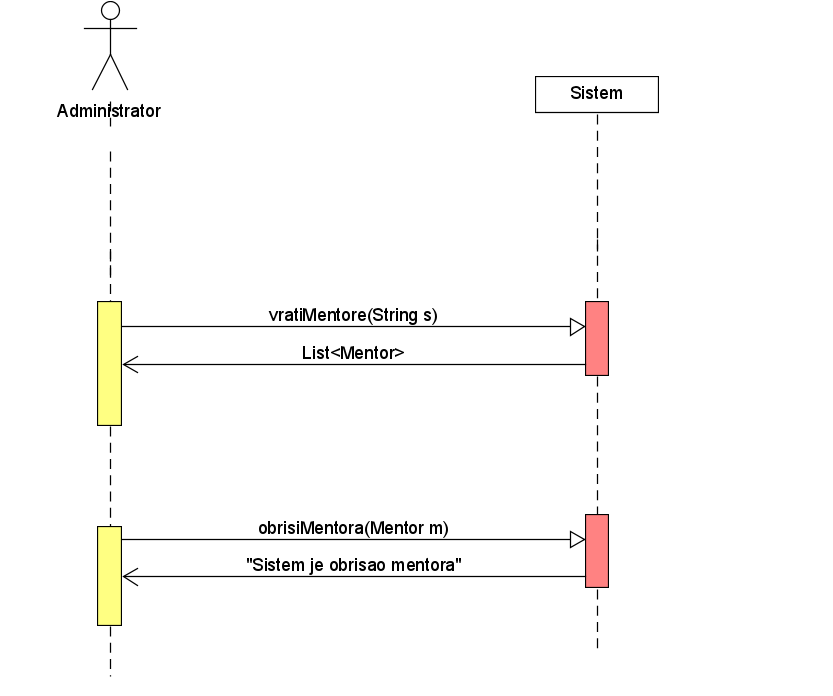 Administrator
Sistem
vratiMentore(String s)
List<Mentor>
obrisiMentora(Mentor m)
"Sistem je obrisao mentora"